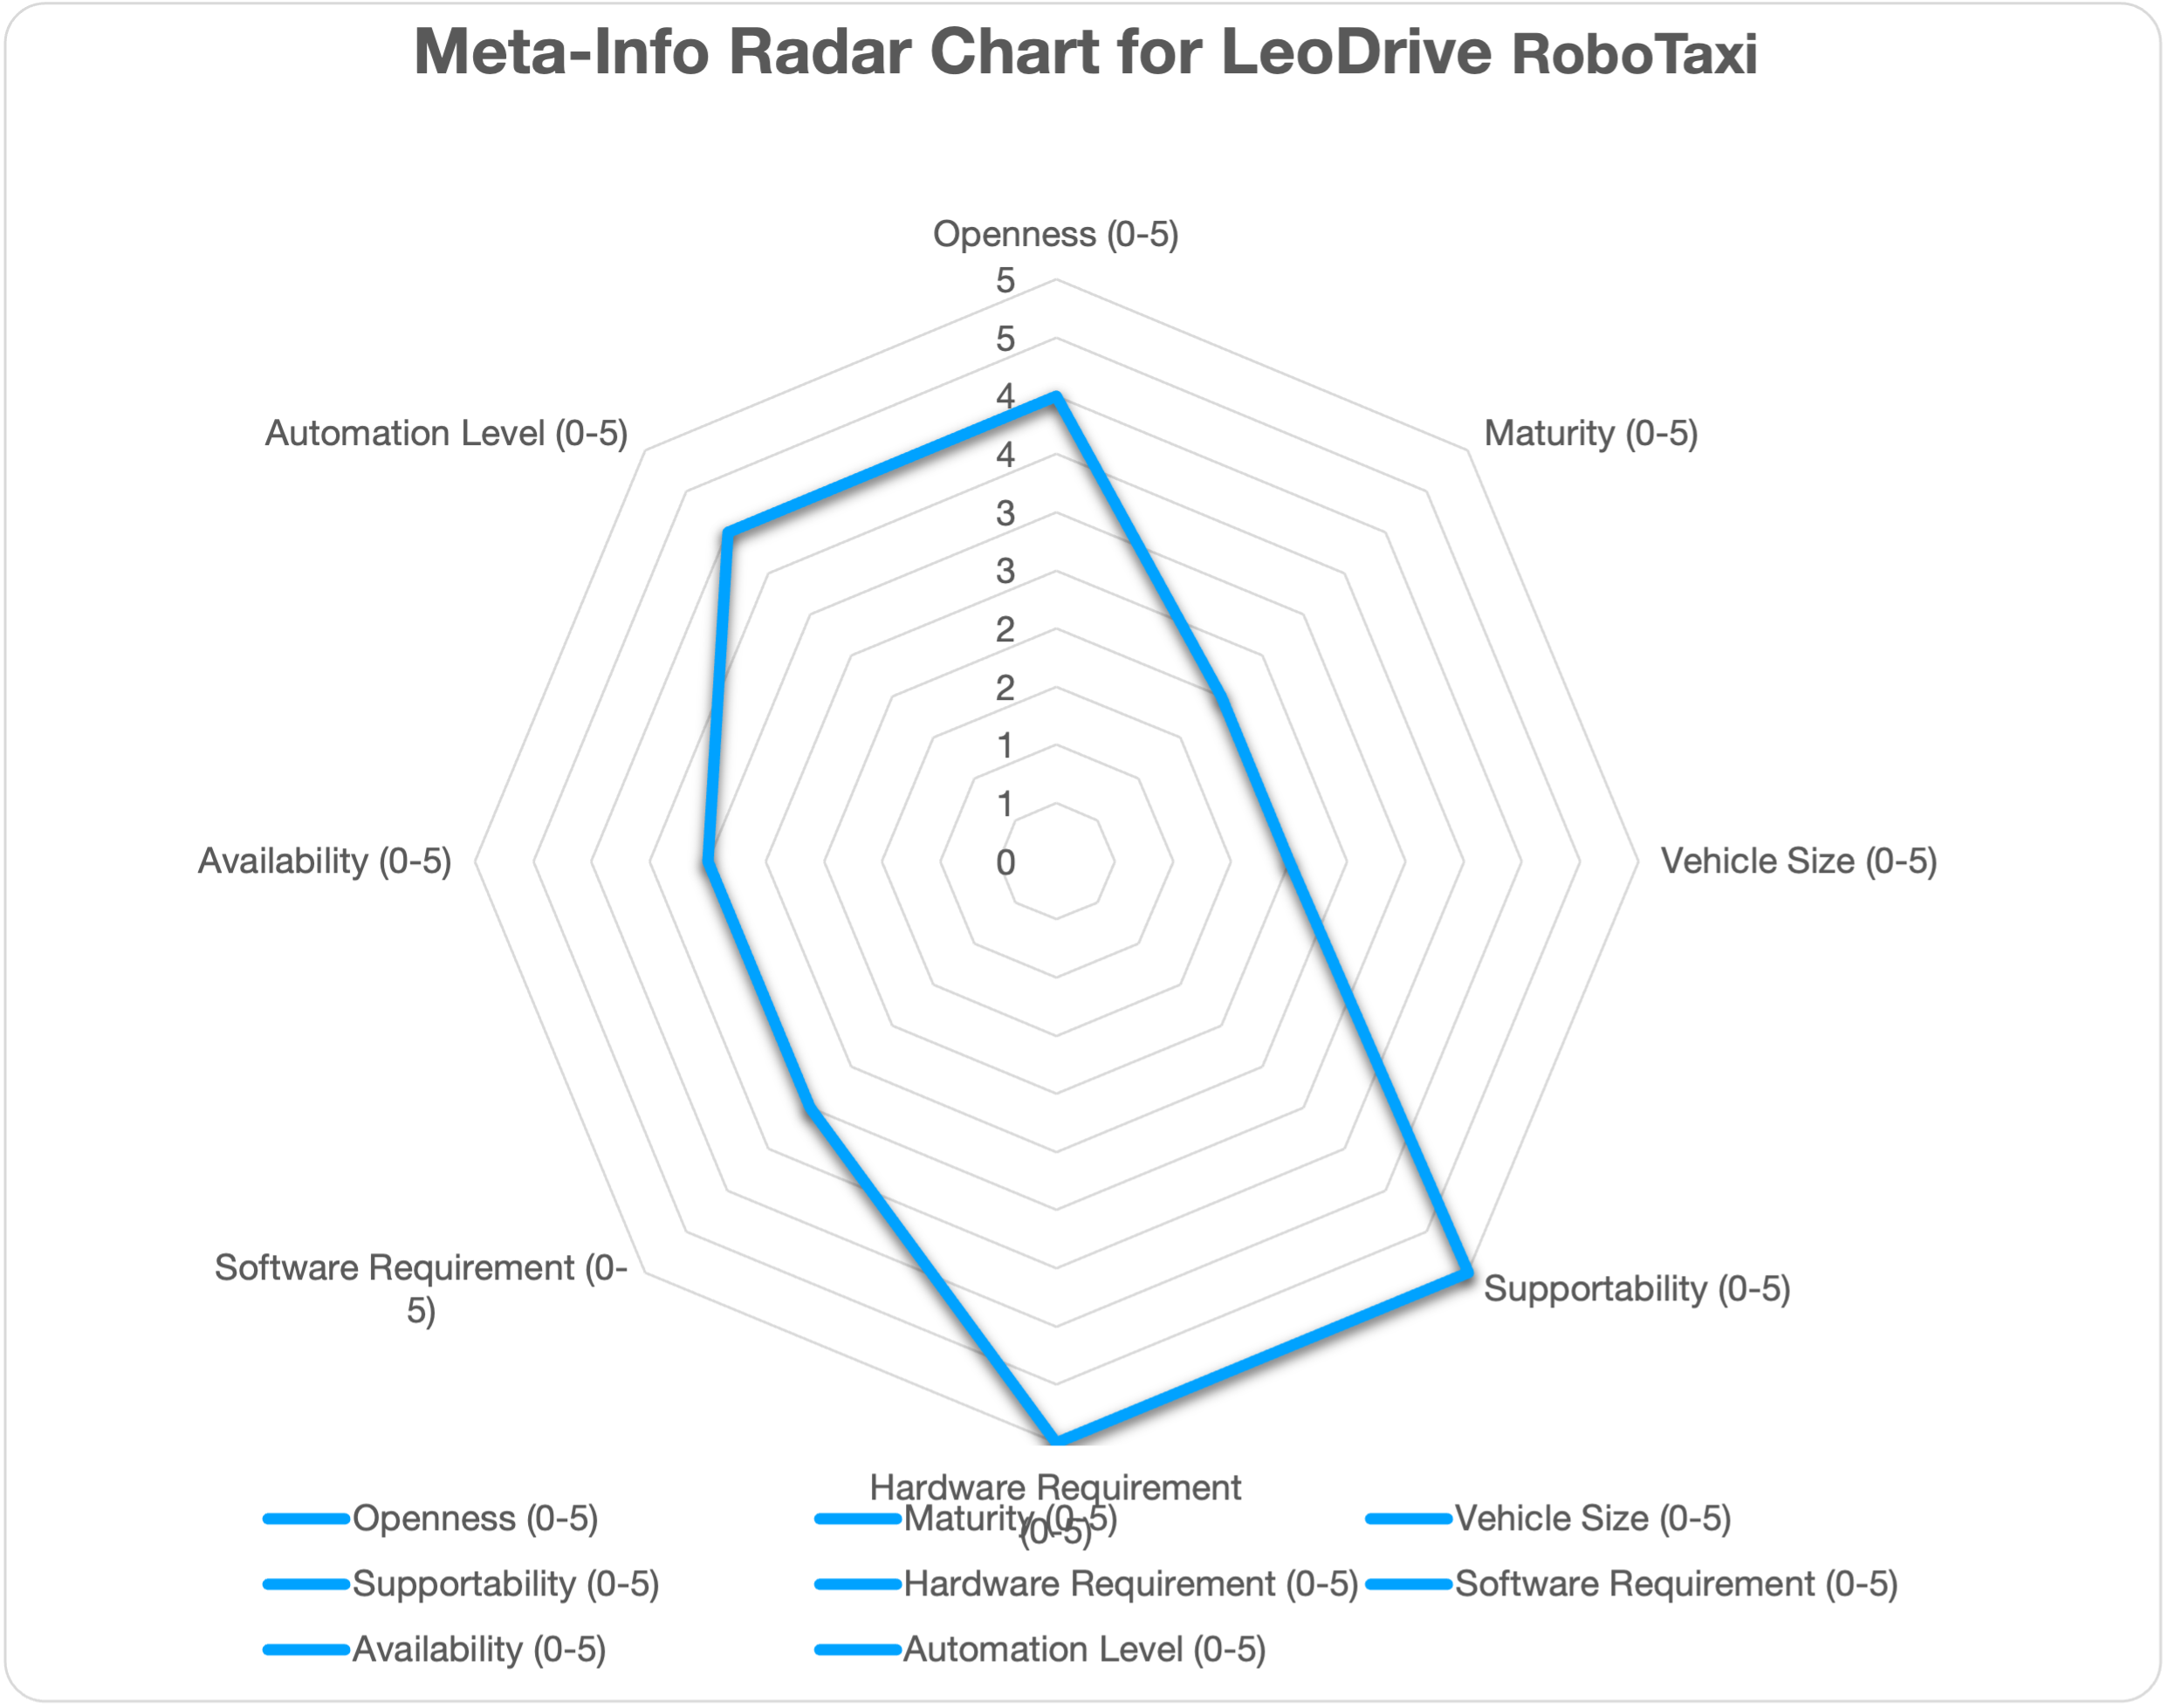 Meta-Info Radar Chart for LeoDrive RoboTaxi
Openness (0-5)
5
5
4
4
3
3
2
2
1
1
0
Automation Level (0-5)
Maturity (0-5)
Availability (0-5)
Vehicle Size (0-5)
Software Requirement (0-
5)
Supportability (0-5)
Hardware Requirement
(0-5)
Openness (0-5)
Maturity (0-5)
Vehicle Size (0-5)
Supportability (0-5)
Hardware Requirement (0-5)
Software Requirement (0-5)
Availability (0-5)
Automation Level (0-5)